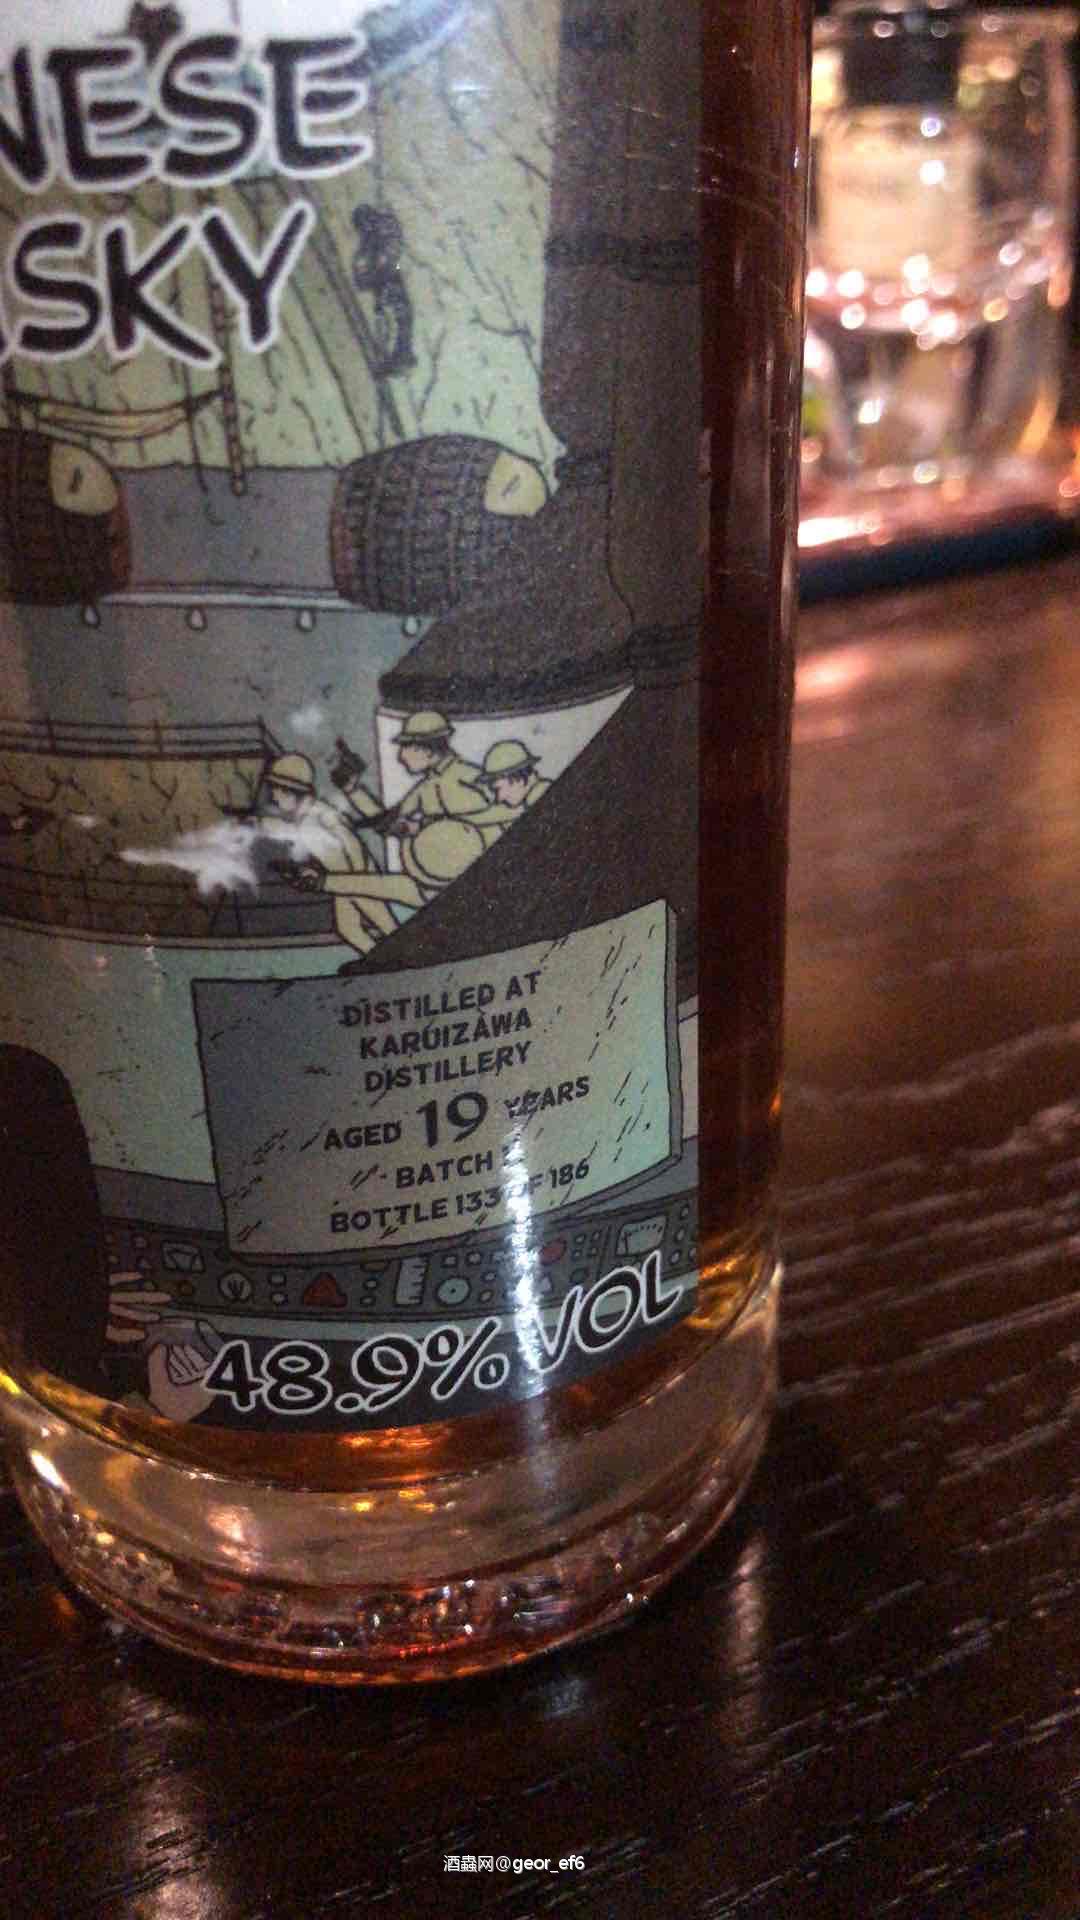 NESE
SKY
DISTILLED AT
KARUIZAWA
DISTILLERY
AGED 19 YEARS
BATCH
BOTTLE 133 OF 186
48.9% VOL
酒蟲网@geor_ef6